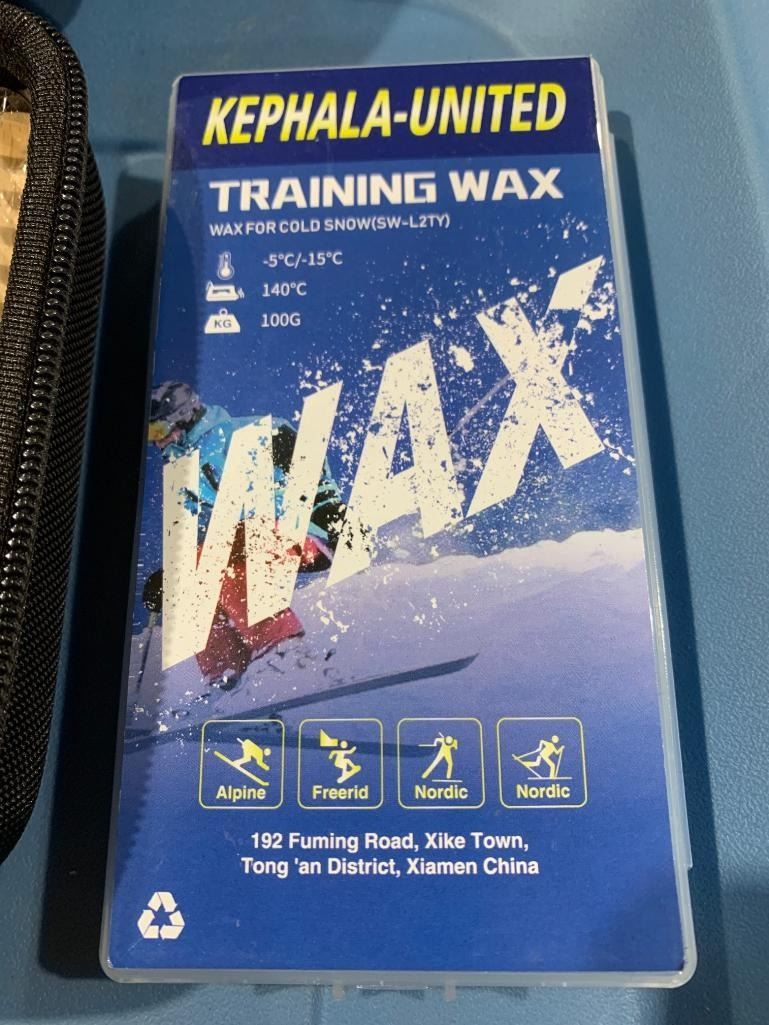 KEPHALA-UNITED
TRAINING WAX
WAX FOR COLD SNOW(SW-L2TY)
-5°C/-15°C
140°C
KG 100G
WAX
Alpine Freerid Nordic Nordic
192 Fuming Road, Xike Town,
Tong 'an District, Xiamen China